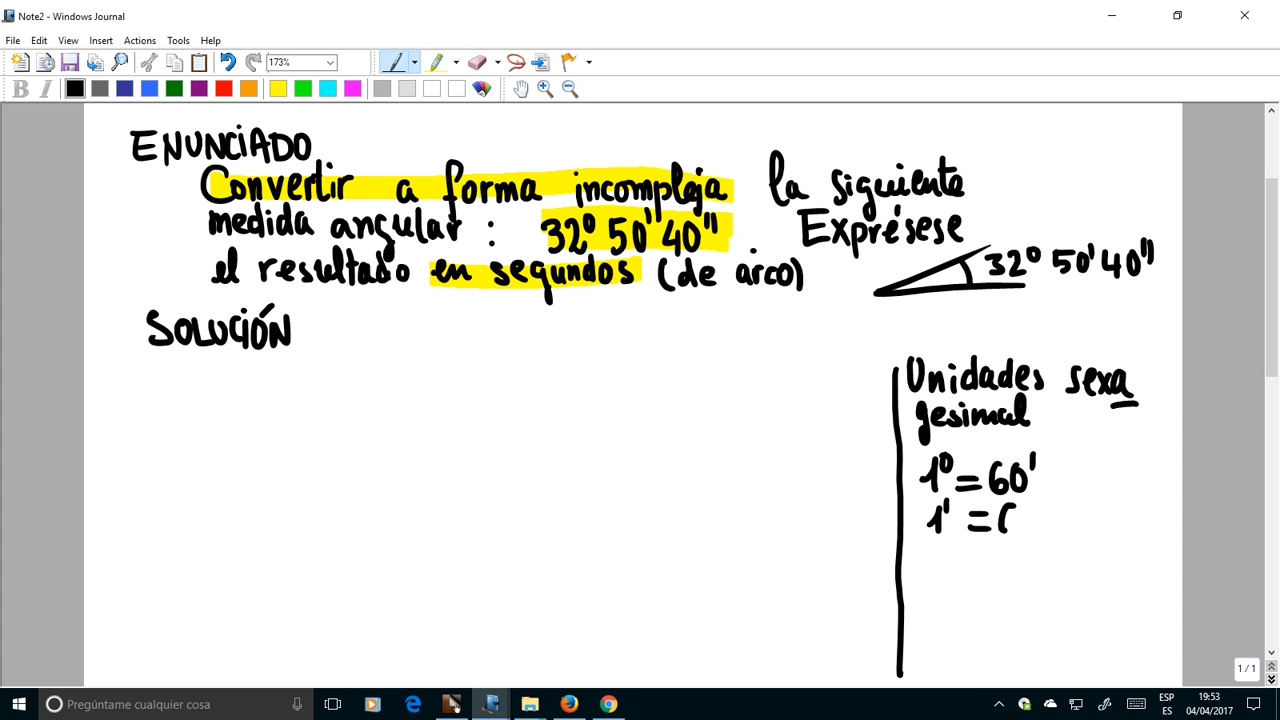 Note2 - Windows Journal
File Edit View Insert Actions Tools Help
173%
B I
ENUNCIADO
Convertir a forma incompleja la siguiente
medida angular : 32° 50' 40" Exprésese
el resultado en segundos (de arco)
32° 50' 40"
SOLUCIÓN
Unidades sexa
gesimal
1° = 60'
1' =
1 / 1
Pregúntame cualquier cosa
ESP 19:53
ES 04/04/2017